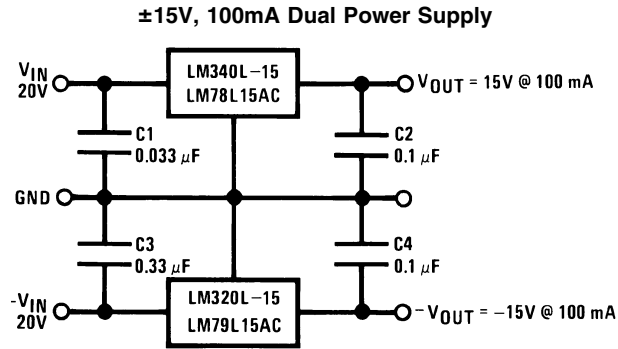 ±15V, 100mA Dual Power Supply
VIN
20V
LM340L–15
LM78L15AC
VOUT = 15V @ 100 mA
C1
0.033 μF
C2
0.1 μF
GND
C3
0.33 μF
C4
0.1 μF
-VIN
20V
LM320L–15
LM79L15AC
–VOUT = –15V @ 100 mA